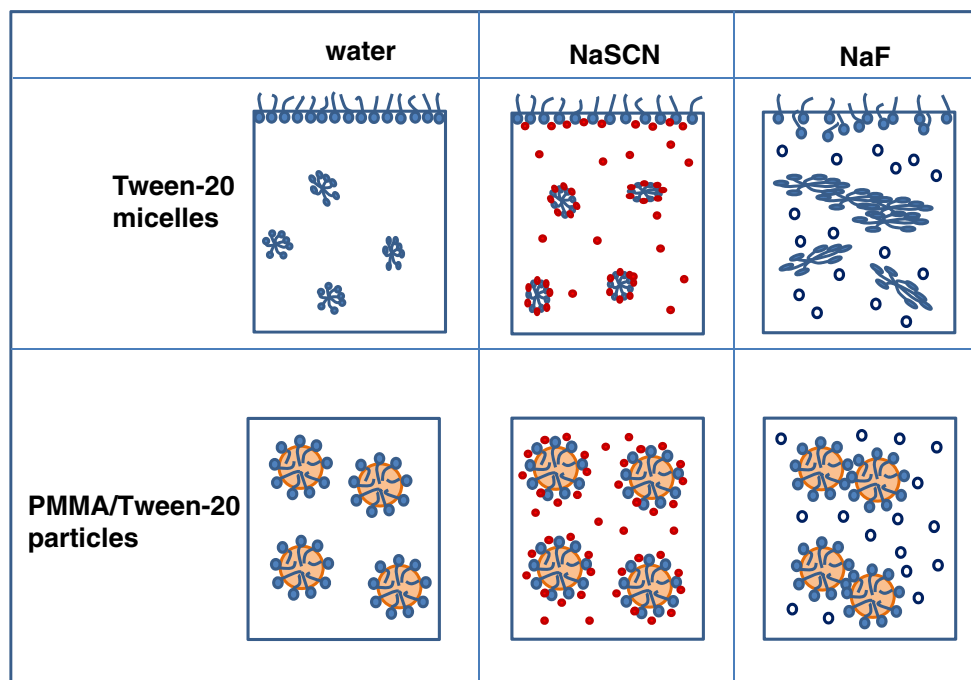 water
NaSCN
NaF
Tween-20
micelles
PMMA/Tween-20
particles